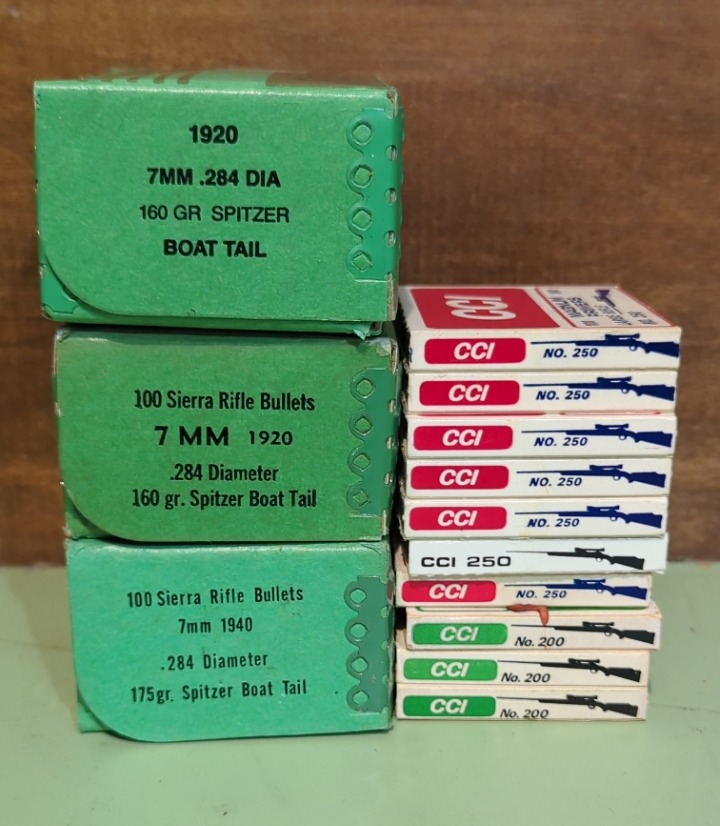 1920
7MM .284 DIA
160 GR SPITZER
BOAT TAIL
100 Sierra Rifle Bullets
7 MM 1920
.284 Diameter
160 gr. Spitzer Boat Tail
100 Sierra Rifle Bullets
7mm 1940
.284 Diameter
175gr. Spitzer Boat Tail
CCI
MAGNUM
PRIMERS
CCI NO. 250
CCI NO. 250
CCI NO. 250
CCI NO. 250
CCI NO. 250
CCI 250
CCI NO. 250
CCI No. 200
CCI No. 200
CCI No. 200